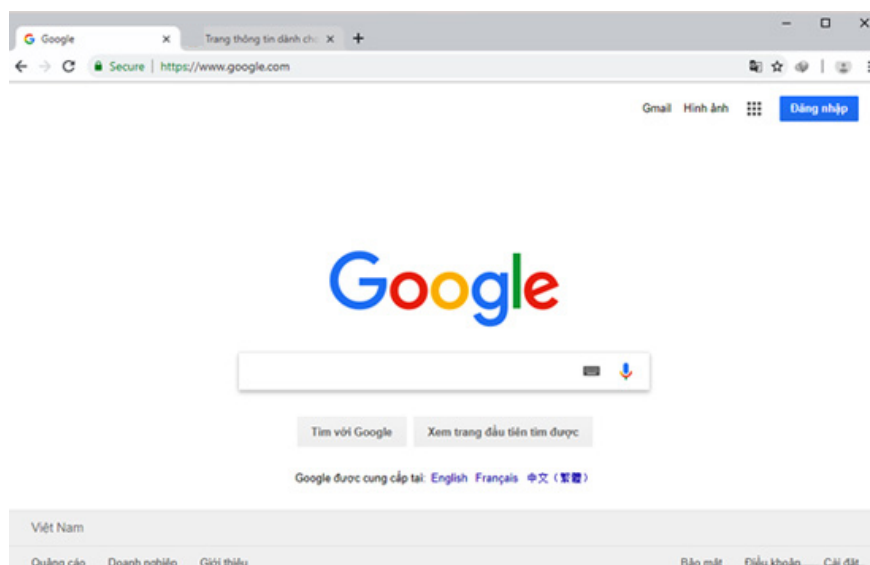 Google Trang thông tin dành cho
Secure | https://www.google.com
Gmail Hình ảnh Đăng nhập
Google
Tìm với Google Xem trang đầu tiên tìm được
Google được cung cấp tại: English Français 中文（繁體）
Việt Nam
Quảng cáo Doanh nghiệp Giới thiệu Bảo mật Điều khoản Cài đặt